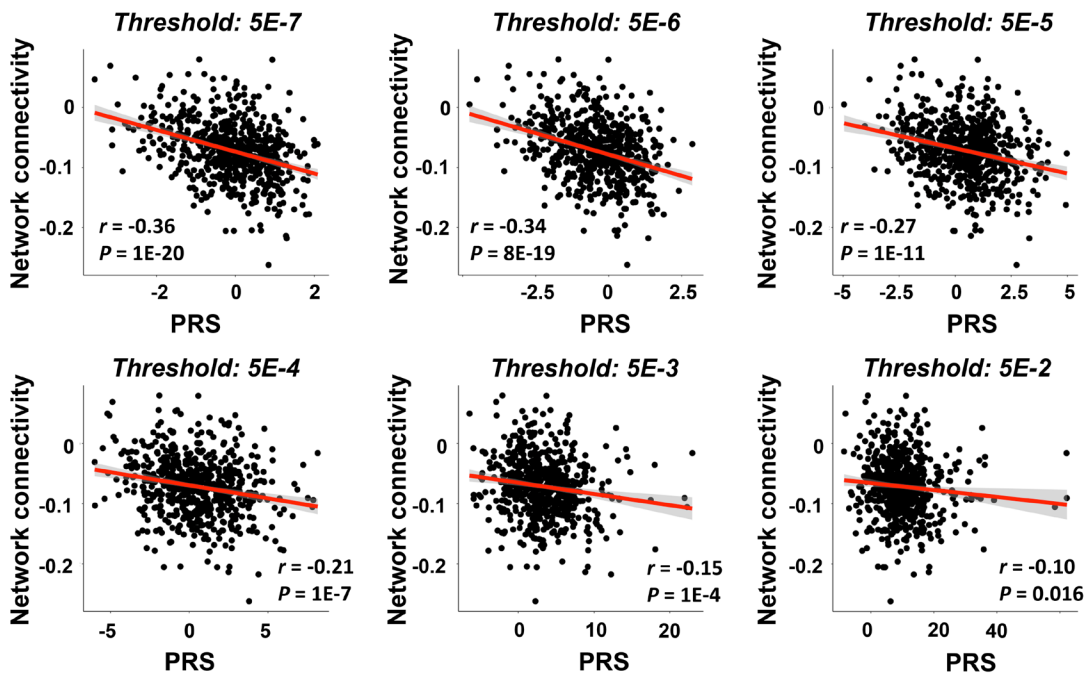 Threshold: 5E-7
Network connectivity
0
-0.1
-0.2
r = -0.36
P = 1E-20
-2
0
2
PRS
Threshold: 5E-6
Network connectivity
0
-0.1
-0.2
r = -0.34
P = 8E-19
-2.5
0
2.5
PRS
Threshold: 5E-5
Network connectivity
0
-0.1
-0.2
r = -0.27
P = 1E-11
-5
-2.5
0
2.5
5
PRS
Threshold: 5E-4
Network connectivity
0
-0.1
-0.2
r = -0.21
P = 1E-7
-5
0
5
PRS
Threshold: 5E-3
Network connectivity
0
-0.1
-0.2
r = -0.15
P = 1E-4
0
10
20
PRS
Threshold: 5E-2
Network connectivity
0
-0.1
-0.2
r = -0.10
P = 0.016
0
20
40
PRS